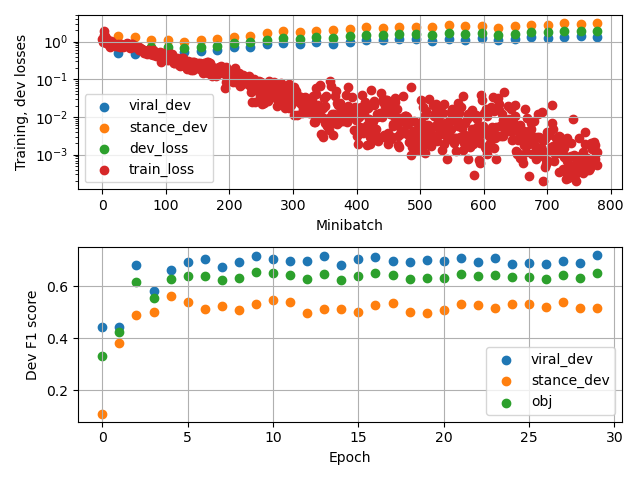 Training, dev losses
10⁰
10⁻¹
10⁻²
10⁻³
viral_dev
stance_dev
dev_loss
train_loss
0 100 200 300 400 500 600 700 800
Minibatch
Dev F1 score
0.6
0.4
0.2
viral_dev
stance_dev
obj
0 5 10 15 20 25 30
Epoch